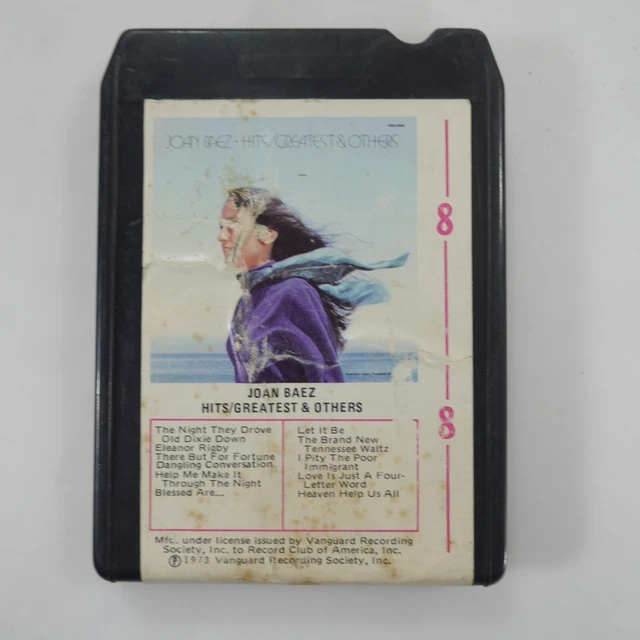 JOAN BAEZ • HITS/GREATEST & OTHERS
8
JOAN BAEZ
HITS/GREATEST & OTHERS
8
The Night They Drove
Old Dixie Down
Eleanor Rigby
There But For Fortune
Dangling Conversation
Help Me Make It
Through The Night
Blessed Are...
Let It Be
The Brand New
Tennessee Waltz
I Pity The Poor
Immigrant
Love Is Just A Four-
Letter Word
Heaven Help Us All
Mfc. under license issued by Vanguard Recording
Society, Inc. to Record Club of America, Inc.
Ⓟ 1973 Vanguard Recording Society, Inc.